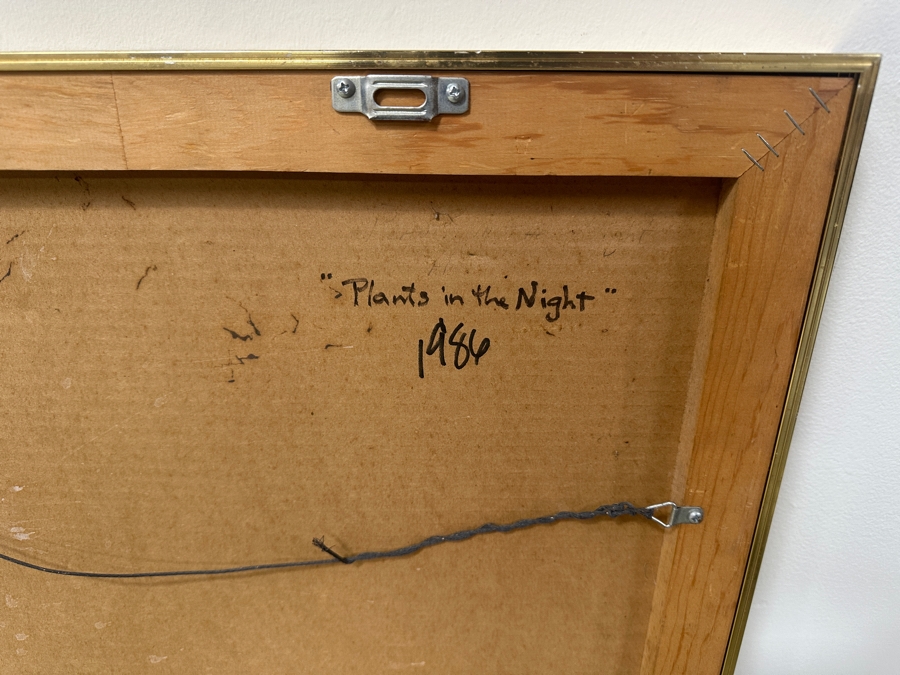 "Plants in the Night"
1986